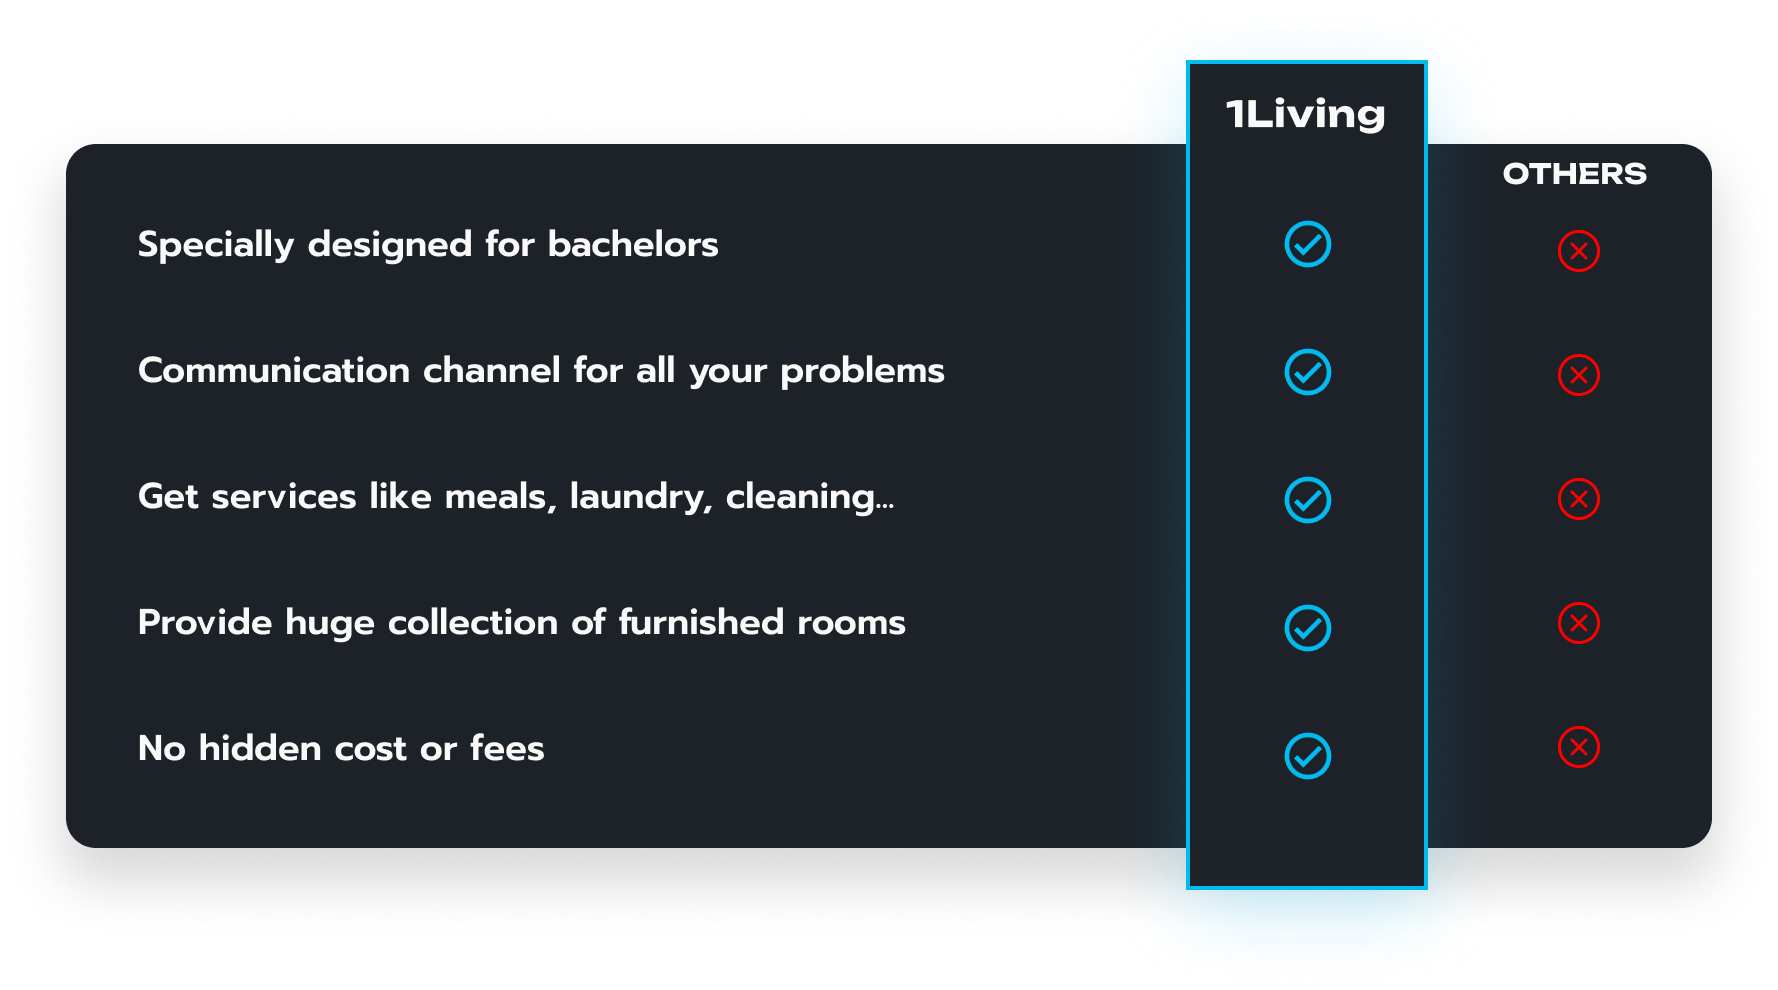 1Living
OTHERS
Specially designed for bachelors
Communication channel for all your problems
Get services like meals, laundry, cleaning...
Provide huge collection of furnished rooms
No hidden cost or fees